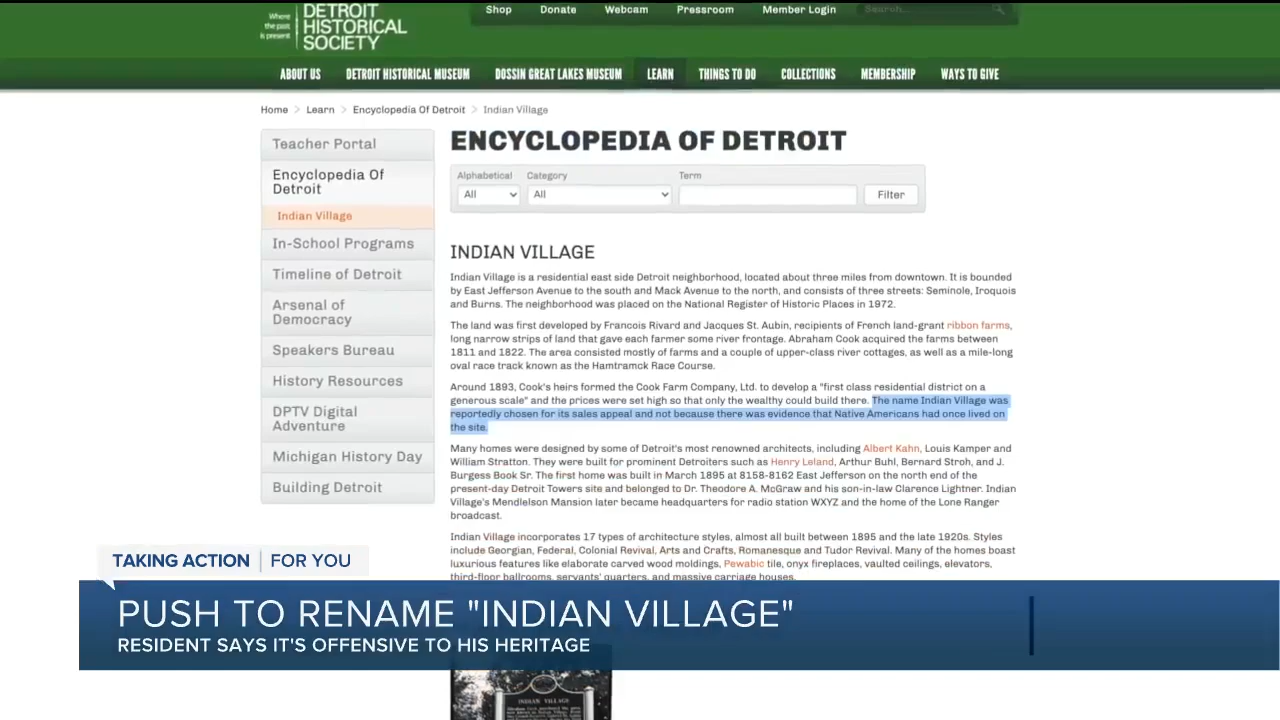 Where
the past
is present
DETROIT
HISTORICAL
SOCIETY
Shop Donate Webcam Pressroom Member Login Search...
ABOUT US DETROIT HISTORICAL MUSEUM DOSSIN GREAT LAKES MUSEUM LEARN THINGS TO DO COLLECTIONS MEMBERSHIP WAYS TO GIVE
Home > Learn > Encyclopedia Of Detroit > Indian Village
Teacher Portal
Encyclopedia Of
Detroit
Indian Village
In-School Programs
Timeline of Detroit
Arsenal of
Democracy
Speakers Bureau
History Resources
DPTV Digital
Adventure
Michigan History Day
Building Detroit
ENCYCLOPEDIA OF DETROIT
Alphabetical Category Term
All All Filter
INDIAN VILLAGE
Indian Village is a residential east side Detroit neighborhood, located about three miles from downtown. It is bounded
by East Jefferson Avenue to the south and Mack Avenue to the north, and consists of three streets: Seminole, Iroquois
and Burns. The neighborhood was placed on the National Register of Historic Places in 1972.
The land was first developed by Francois Rivard and Jacques St. Aubin, recipients of French land-grant ribbon farms,
long narrow strips of land that gave each farmer some river frontage. Abraham Cook acquired the farms between
1811 and 1822. The area consisted mostly of farms and a couple of upper-class river cottages, as well as a mile-long
oval race track known as the Hamtramck Race Course.
Around 1893, Cook's heirs formed the Cook Farm Company, Ltd. to develop a "first class residential district on a
generous scale" and the prices were set high so that only the wealthy could build there. The name Indian Village was
reportedly chosen for its sales appeal and not because there was evidence that Native Americans had once lived on
the site.
Many homes were designed by some of Detroit's most renowned architects, including Albert Kahn, Louis Kamper and
William Stratton. They were built for prominent Detroiters such as Henry Leland, Arthur Buhl, Bernard Stroh, and J.
Burgess Book Sr. The first home was built in March 1895 at 8158-8162 East Jefferson on the north end of the
present-day Detroit Towers site and belonged to Dr. Theodore A. McGraw and his son-in-law Clarence Lightner. Indian
Village's Mendlelson Mansion later became headquarters for radio station WXYZ and the home of the Lone Ranger
broadcast.
Indian Village incorporates 17 types of architecture styles, almost all built between 1895 and the late 1920s. Styles
include Georgian, Federal, Colonial Revival, Arts and Crafts, Romanesque and Tudor Revival. Many of the homes boast
luxurious features like elaborate carved wood moldings, Pewabic tile, onyx fireplaces, vaulted ceilings, elevators,
third-floor ballrooms, servants' quarters, and massive carriage houses.
TAKING ACTION FOR YOU
PUSH TO RENAME "INDIAN VILLAGE"
RESIDENT SAYS IT'S OFFENSIVE TO HIS HERITAGE
INDIAN VILLAGE